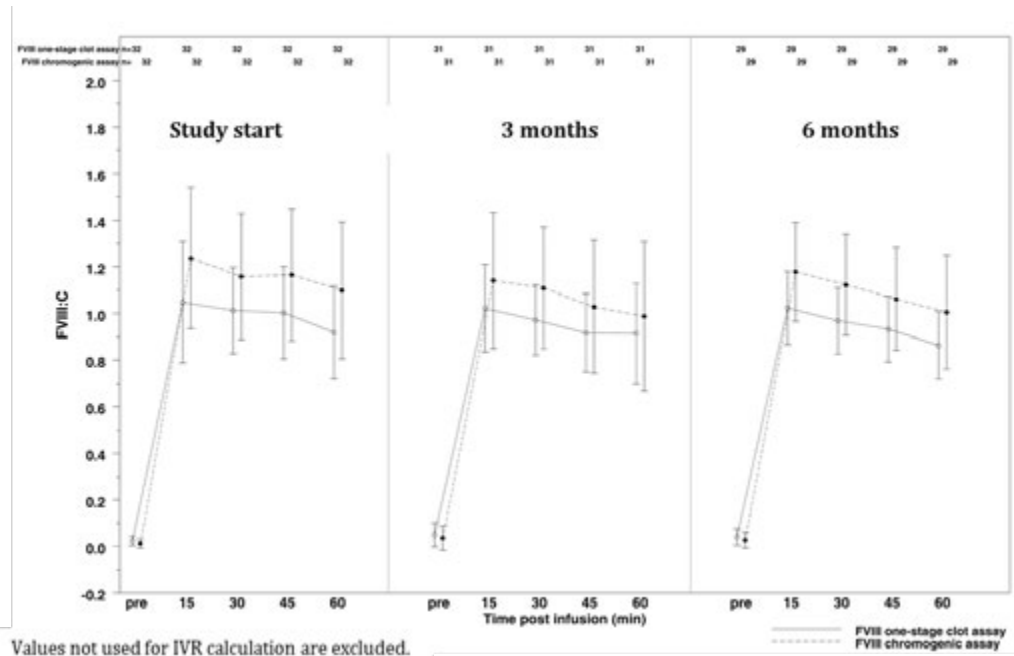 FVIII one-stage clot assay n= 32 32 32 32 32 31 31 31 31 31 29 29 29 29 29
FVIII chromogenic assay n= 32 32 32 32 32 31 31 31 31 31 29 29 29 29 29
2.0
1.8
1.6
1.4
1.2
1.0
0.8
0.6
0.4
0.2
0.0
-0.2
FVIII:C
Study start 3 months 6 months
pre 15 30 45 60 pre 15 30 45 60 pre 15 30 45 60
Time post infusion (min)
FVIII one-stage clot assay
FVIII chromogenic assay
Values not used for IVR calculation are excluded.